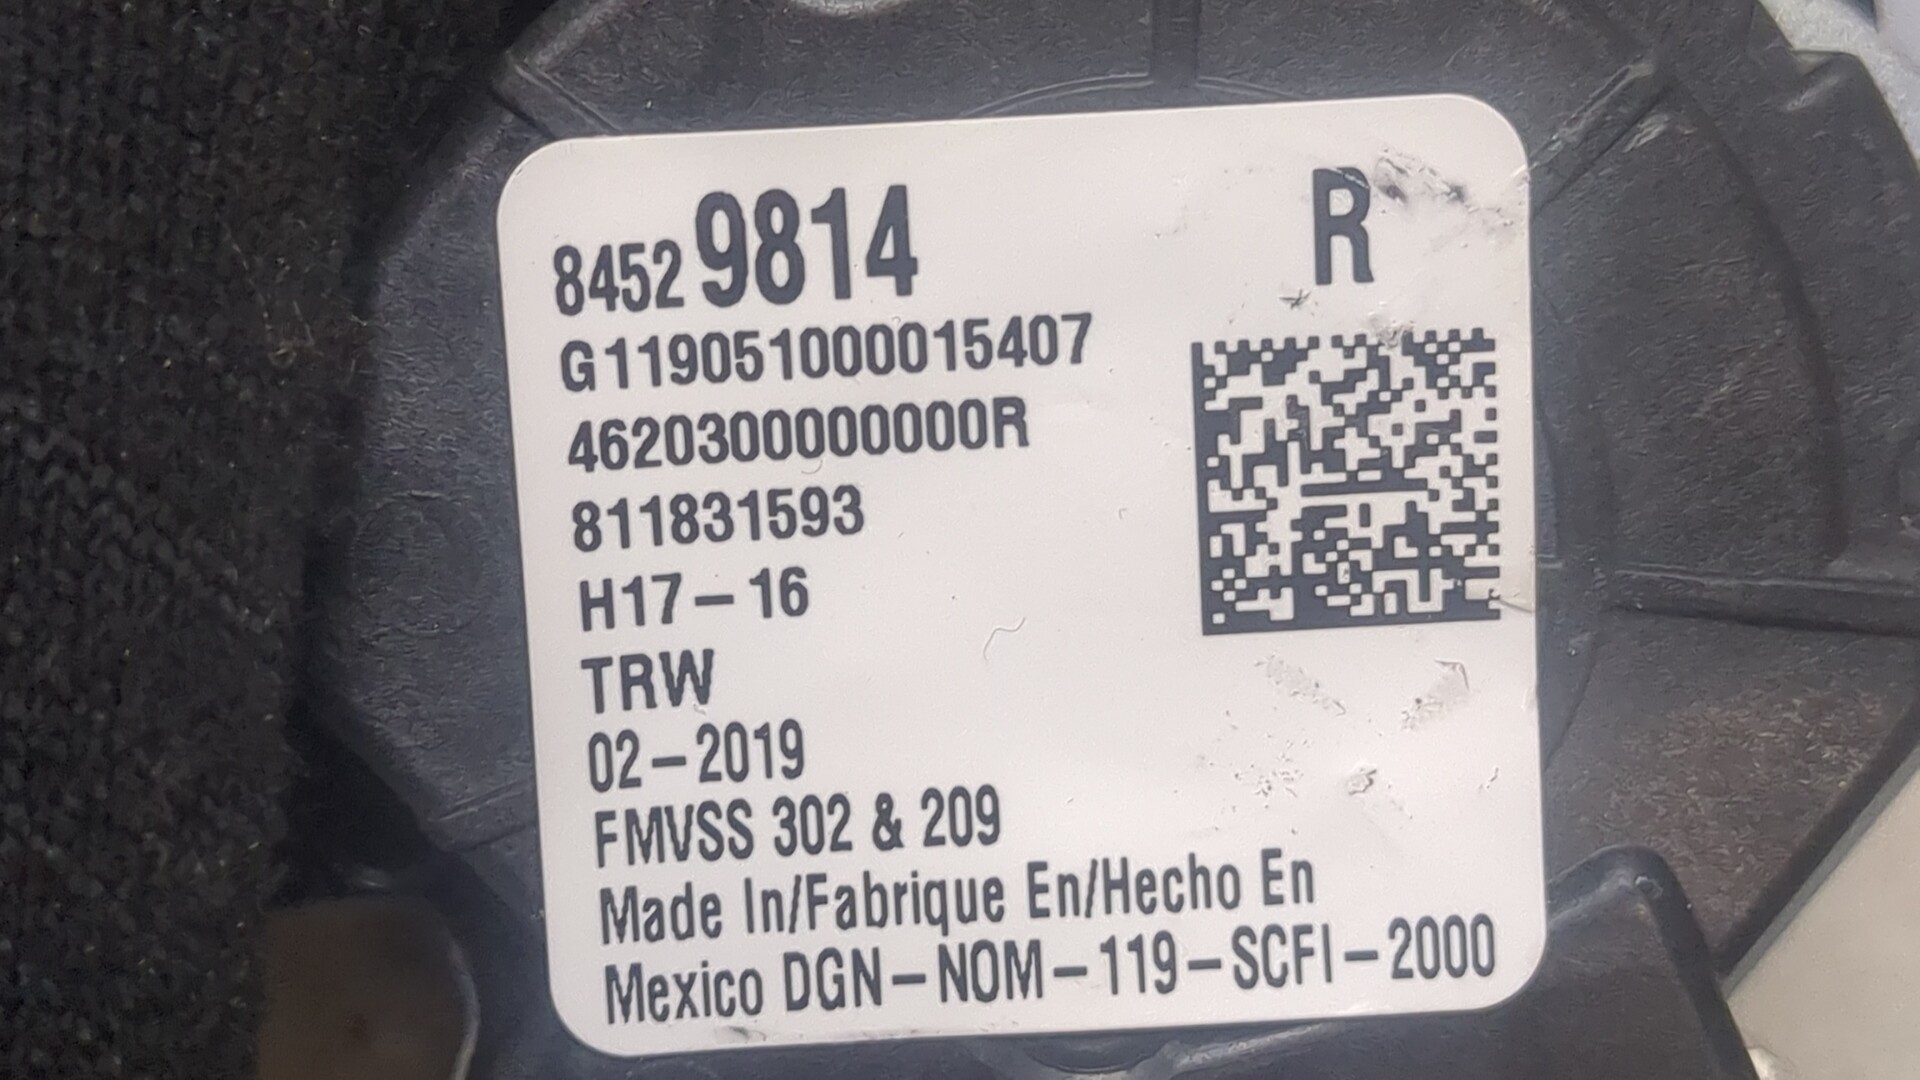 84529814 R
G119051000015407
4620300000000R
811831593
H17-16
TRW
02-2019
FMVSS 302 & 209
Made In/Fabrique En/Hecho En
Mexico DGN-NOM-119-SCFI-2000